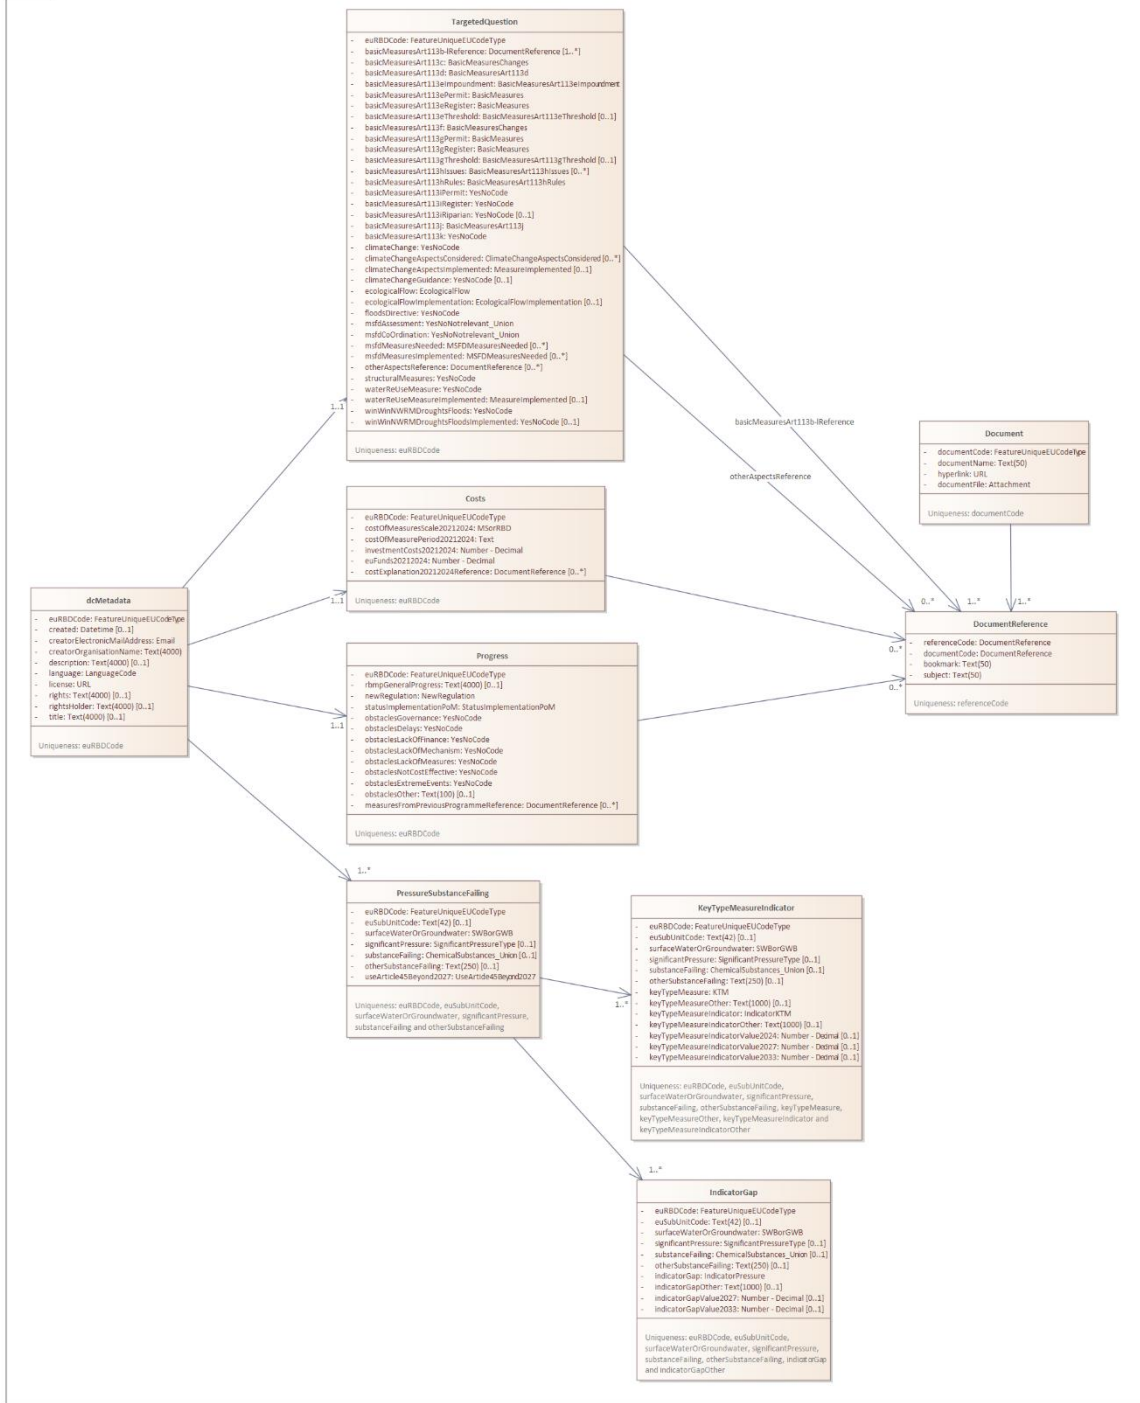 TargetedQuestion
- euRBDCode: FeatureUniqueEUCodeType
- basicMeasuresArt113b-lReference: DocumentReference [1..*]
- basicMeasuresArt113c: BasicMeasuresChanges
- basicMeasuresArt113d: BasicMeasuresArt113d
- basicMeasuresArt113eImpoundment: BasicMeasuresArt113eImpoundment
- basicMeasuresArt113ePermit: BasicMeasures
- basicMeasuresArt113eRegister: BasicMeasures
- basicMeasuresArt113eThreshold: BasicMeasuresArt113eThreshold [0..1]
- basicMeasuresArt113f: BasicMeasuresChanges
- basicMeasuresArt113gPermit: BasicMeasures
- basicMeasuresArt113gRegister: BasicMeasures
- basicMeasuresArt113gThreshold: BasicMeasuresArt113gThreshold [0..1]
- basicMeasuresArt113hIssues: BasicMeasuresArt113hIssues [0..*]
- basicMeasuresArt113hRules: BasicMeasuresArt113hRules
- basicMeasuresArt113iPermit: YesNoCode
- basicMeasuresArt113iRegister: YesNoCode
- basicMeasuresArt113iRiparian: YesNoCode [0..1]
- basicMeasuresArt113j: BasicMeasuresArt113j
- basicMeasuresArt113k: YesNoCode
- climateChange: YesNoCode
- climateChangeAspectsConsidered: ClimateChangeAspectsConsidered [0..*]
- climateChangeAspectsImplemented: MeasureImplemented [0..1]
- climateChangeGuidance: YesNoCode [0..1]
- ecologicalFlow: EcologicalFlow
- ecologicalFlowImplementation: EcologicalFlowImplementation [0..1]
- floodsDirective: YesNoCode
- msfdAssessment: YesNoNotrelevant_Union
- msfdCoOrdination: YesNoNotrelevant_Union
- msfdMeasuresNeeded: MSFDMeasuresNeeded [0..*]
- msfdMeasuresImplemented: MSFDMeasuresNeeded [0..*]
- otherAspectsReference: DocumentReference [0..*]
- structuralMeasures: YesNoCode
- waterReUseMeasure: YesNoCode
- waterReUseMeasureImplemented: MeasureImplemented [0..1]
- winWinNWRMDroughtsFloods: YesNoCode
- winWinNWRMDroughtsFloodsImplemented: YesNoCode [0..1]
Uniqueness: euRBDCode
1..1
basicMeasuresArt113b-lReference
otherAspectsReference
Document
- documentCode: FeatureUniqueEUCodeType
- documentName: Text(50)
- hyperlink: URL
- documentFile: Attachment
Uniqueness: documentCode
Costs
- euRBDCode: FeatureUniqueEUCodeType
- costOfMeasuresScale20212024: MSorRBD
- costOfMeasurePeriod20212024: Text
- investmentCosts20212024: Number - Decimal
- euFunds20212024: Number - Decimal
- costExplanation20212024Reference: DocumentReference [0..*]
Uniqueness: euRBDCode
1..1
dcMetadata
- euRBDCode: FeatureUniqueEUCodeType
- created: Datetime [0..1]
- creatorElectronicMailAddress: Email
- creatorOrganisationName: Text(4000)
- description: Text(4000) [0..1]
- language: LanguageCode
- license: URL
- rights: Text(4000) [0..1]
- rightsHolder: Text(4000) [0..1]
- title: Text(4000) [0..1]
Uniqueness: euRBDCode
0..*
1..*
1..*
0..*
0..*
DocumentReference
- referenceCode: DocumentReference
- documentCode: DocumentReference
- bookmark: Text(50)
- subject: Text(50)
Uniqueness: referenceCode
Progress
- euRBDCode: FeatureUniqueEUCodeType
- rbmpGeneralProgress: Text(4000) [0..1]
- newRegulation: NewRegulation
- statusImplementationPoM: StatusImplementationPoM
- obstaclesGovernance: YesNoCode
- obstaclesDelays: YesNoCode
- obstaclesLackOfFinance: YesNoCode
- obstaclesLackOfMechanism: YesNoCode
- obstaclesLackOfMeasures: YesNoCode
- obstaclesNotCostEffective: YesNoCode
- obstaclesExtremeEvents: YesNoCode
- obstaclesOther: Text(100) [0..1]
- measuresFromPreviousProgrammeReference: DocumentReference [0..*]
Uniqueness: euRBDCode
1..1
1..*
PressureSubstanceFailing
- euRBDCode: FeatureUniqueEUCodeType
- euSubUnitCode: Text(42) [0..1]
- surfaceWaterOrGroundwater: SWBorGWB
- significantPressure: SignificantPressureType [0..1]
- substanceFailing: ChemicalSubstances_Union [0..1]
- otherSubstanceFailing: Text(250) [0..1]
- useArticle45Beyond2027: UseArticle45Beyond2027
Uniqueness: euRBDCode, euSubUnitCode,
surfaceWaterOrGroundwater, significantPressure,
substanceFailing and otherSubstanceFailing
1..*
KeyTypeMeasureIndicator
- euRBDCode: FeatureUniqueEUCodeType
- euSubUnitCode: Text(42) [0..1]
- surfaceWaterOrGroundwater: SWBorGWB
- significantPressure: SignificantPressureType [0..1]
- substanceFailing: ChemicalSubstances_Union [0..1]
- otherSubstanceFailing: Text(250) [0..1]
- keyTypeMeasure: KTM
- keyTypeMeasureOther: Text(1000) [0..1]
- keyTypeMeasureIndicator: IndicatorKTM
- keyTypeMeasureIndicatorOther: Text(1000) [0..1]
- keyTypeMeasureIndicatorValue2024: Number - Decimal [0..1]
- keyTypeMeasureIndicatorValue2027: Number - Decimal [0..1]
- keyTypeMeasureIndicatorValue2033: Number - Decimal [0..1]
Uniqueness: euRBDCode, euSubUnitCode,
surfaceWaterOrGroundwater, significantPressure,
substanceFailing, otherSubstanceFailing, keyTypeMeasure,
keyTypeMeasureOther, keyTypeMeasureIndicator and
keyTypeMeasureIndicatorOther
1..*
IndicatorGap
- euRBDCode: FeatureUniqueEUCodeType
- euSubUnitCode: Text(42) [0..1]
- surfaceWaterOrGroundwater: SWBorGWB
- significantPressure: SignificantPressureType [0..1]
- substanceFailing: ChemicalSubstances_Union [0..1]
- otherSubstanceFailing: Text(250) [0..1]
- indicatorGap: IndicatorPressure
- indicatorGapOther: Text(1000) [0..1]
- indicatorGapValue2027: Number - Decimal [0..1]
- indicatorGapValue2033: Number - Decimal [0..1]
Uniqueness: euRBDCode, euSubUnitCode,
surfaceWaterOrGroundwater, significantPressure,
substanceFailing, otherSubstanceFailing, indicatorGap
and indicatorGapOther